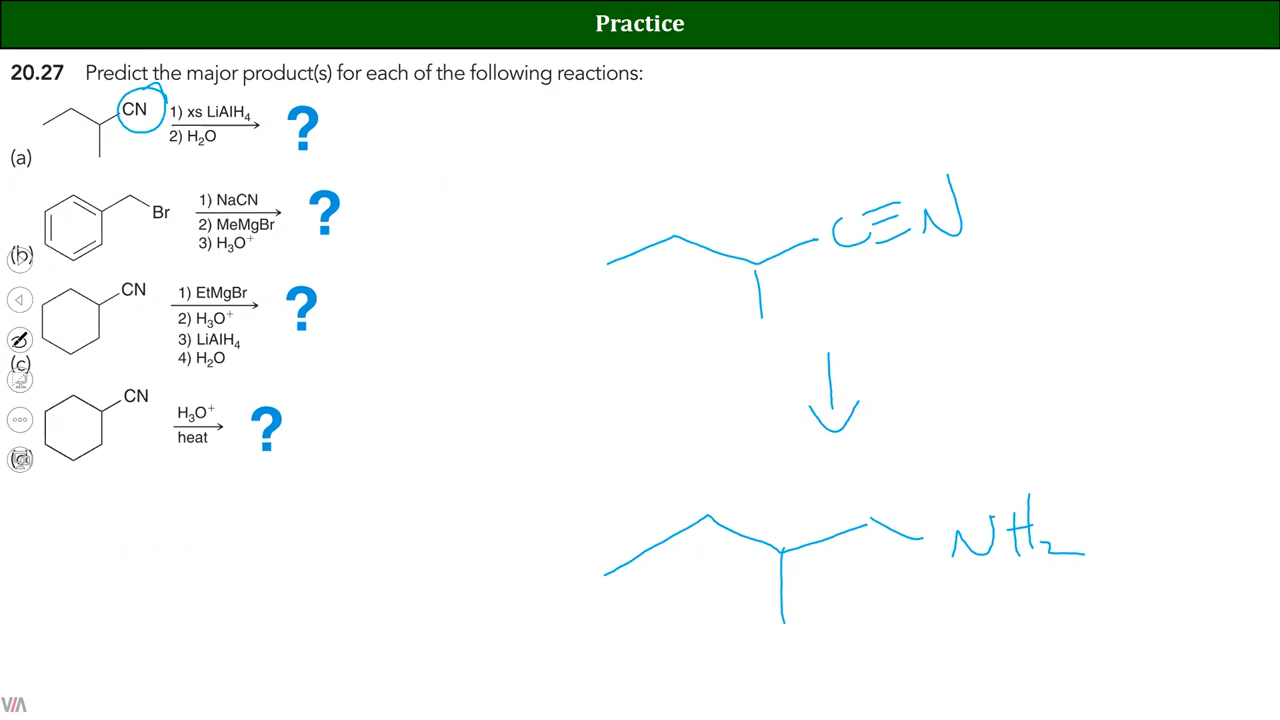 Practice
20.27 Predict the major product(s) for each of the following reactions:
CN 1) xs LiAlH4
2) H2O
?
(a)
Br 1) NaCN
2) MeMgBr
3) H3O+
?
(b)
CN 1) EtMgBr
2) H3O+
3) LiAlH4
4) H2O
?
(c)
CN H3O+
heat
?
(d)
C≡N
NH2
VIA